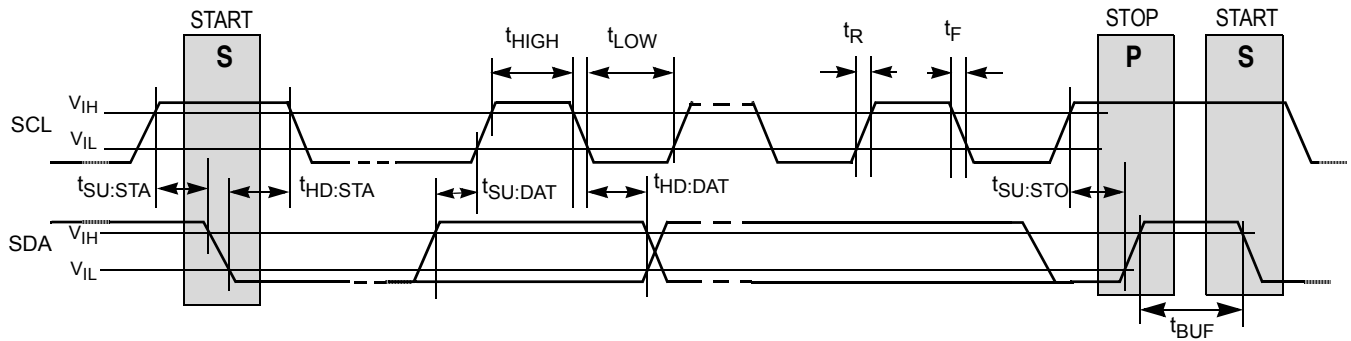 START STOP START
S P S
tHIGH tLOW tR tF
VIH
SCL
VIL
tSU:STA tHD:STA tSU:DAT tHD:DAT tSU:STO
VIH
SDA
VIL
tBUF